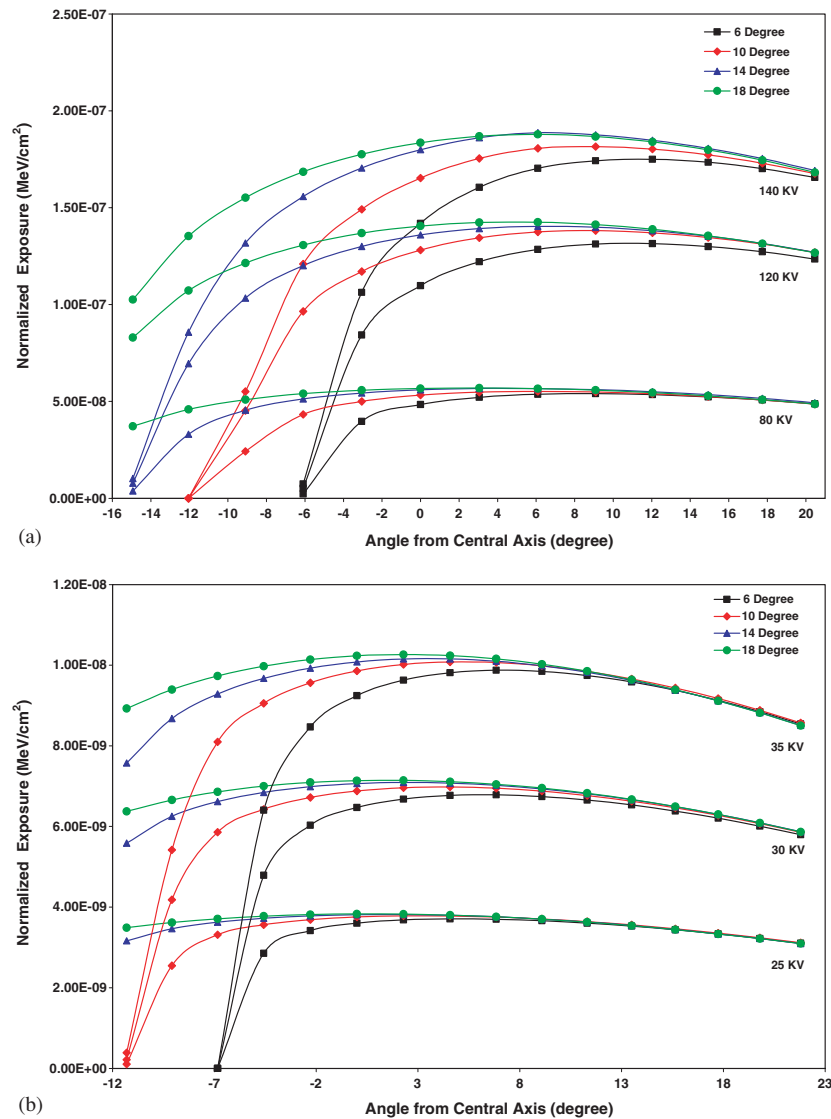 2.50E-07
2.00E-07
1.50E-07
1.00E-07
5.00E-08
0.00E+00
Normalized Exposure (MeV/cm²)
6 Degree
10 Degree
14 Degree
18 Degree
140 KV
120 KV
80 KV
-16 -14 -12 -10 -8 -6 -4 -2 0 2 4 6 8 10 12 14 16 18 20
(a)
Angle from Central Axis (degree)
1.20E-08
1.00E-08
8.00E-09
6.00E-09
4.00E-09
2.00E-09
0.00E+00
Normalized Exposure (MeV/cm²)
6 Degree
10 Degree
14 Degree
18 Degree
35 KV
30 KV
25 KV
-12 -7 -2 3 8 13 18 23
(b)
Angle from Central Axis (degree)